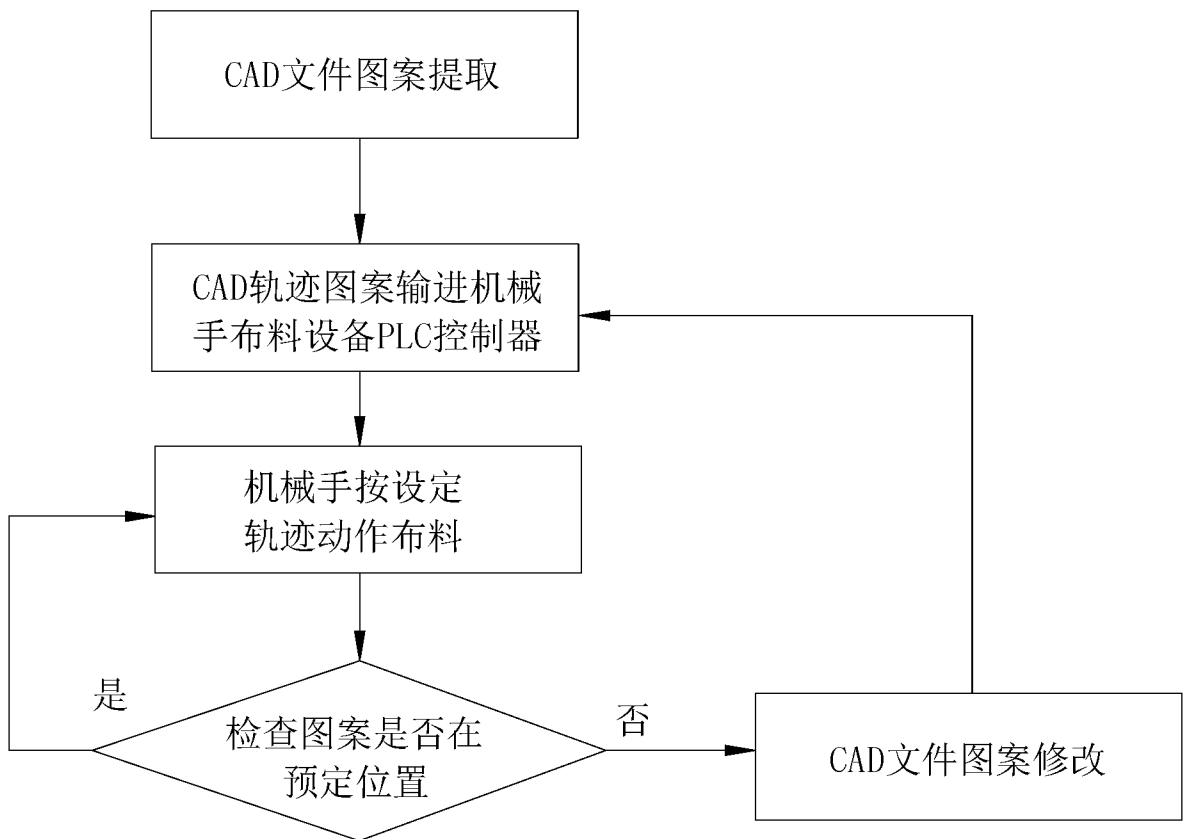 CAD文件图案提取
CAD轨迹图案输进机械
手布料设备PLC控制器
机械手按设定
轨迹动作布料
是
检查图案是否在
预定位置
否
CAD文件图案修改